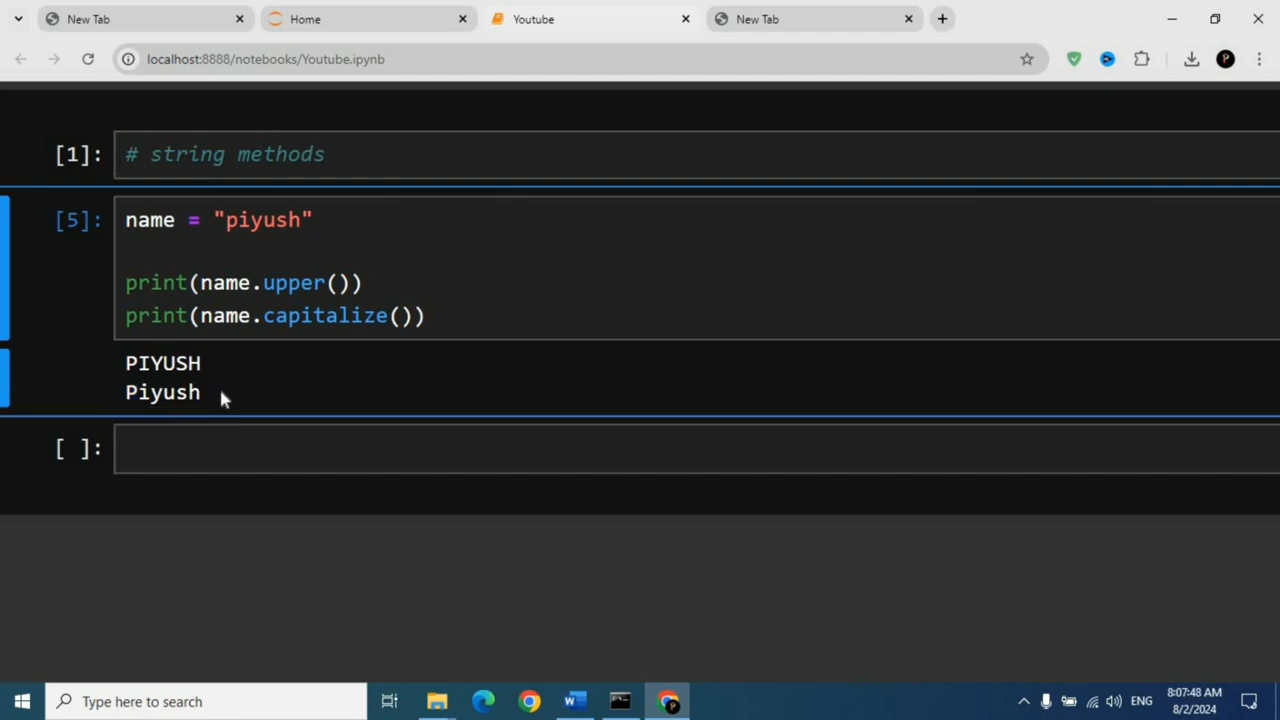 New Tab
Home
Youtube
New Tab
localhost:8888/notebooks/Youtube.ipynb
P
[1]: # string methods
[5]: name = "piyush"
print(name.upper())
print(name.capitalize())
PIYUSH
Piyush
[ ]:
Type here to search
W
P
ENG
8:07:48 AM
8/2/2024